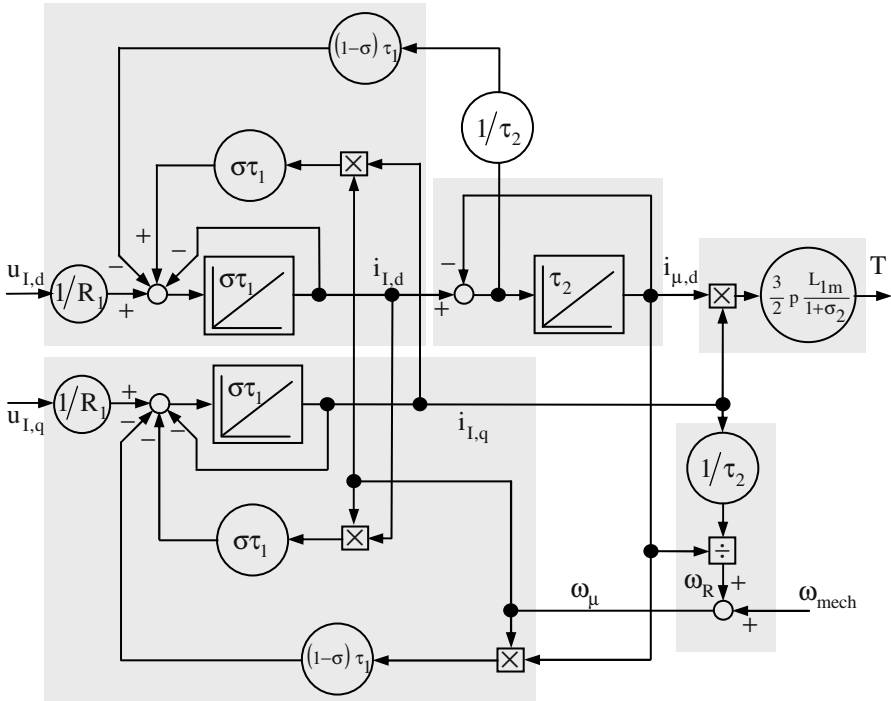 (1−σ) τ₁
1/τ₂
στ₁
+
−
−
−
u_I,d
1/R₁
+
στ₁
i_I,d
+
τ₂
i_μ,d
3/2 p L₁ₘ/1+σ₂
T
u_I,q
1/R₁
+
−
−
−
στ₁
i_I,q
1/τ₂
στ₁
÷
ω_R
+
ω_μ
+
ω_mech
(1−σ) τ₁